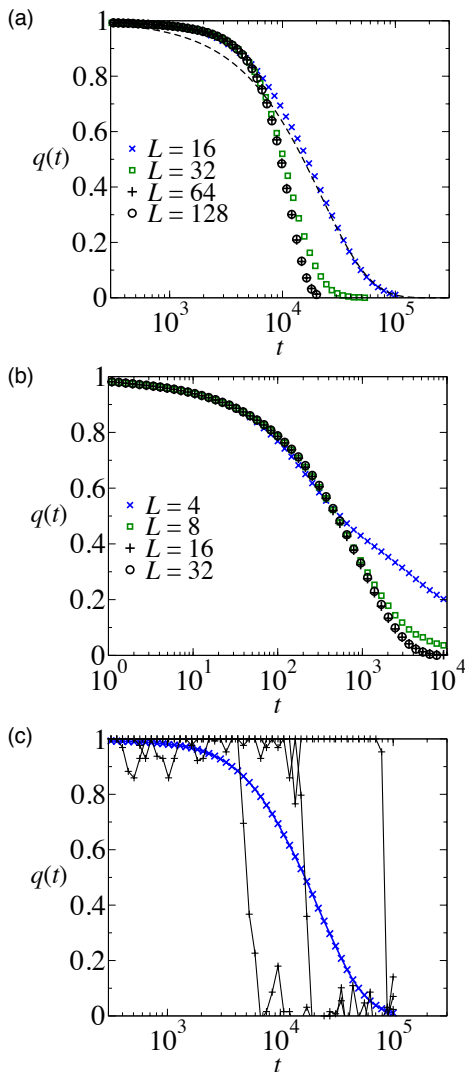 (a)
1
0.8
0.6
q(t)
0.4
0.2
0
L = 16
L = 32
L = 64
L = 128
10^3
10^4
10^5
t
(b)
1
0.8
0.6
q(t)
0.4
0.2
0
L = 4
L = 8
L = 16
L = 32
10^0
10^1
10^2
10^3
10^4
t
(c)
1
0.8
0.6
q(t)
0.4
0.2
0
10^3
10^4
10^5
t